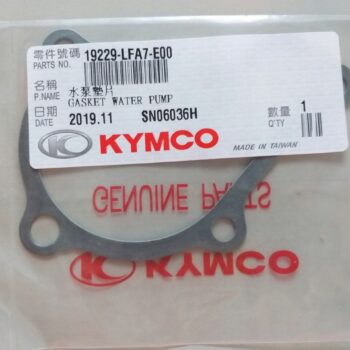 零件號碼 19229-LFA7-E00
PARTS NO.
名稱 水泵墊片
P.NAME GASKET WATER PUMP
日期 2019.11 SN06036H 數量 1
DATE Q'TY
KYMCO MADE IN TAIWAN
GENUINE PARTS
KYMCO